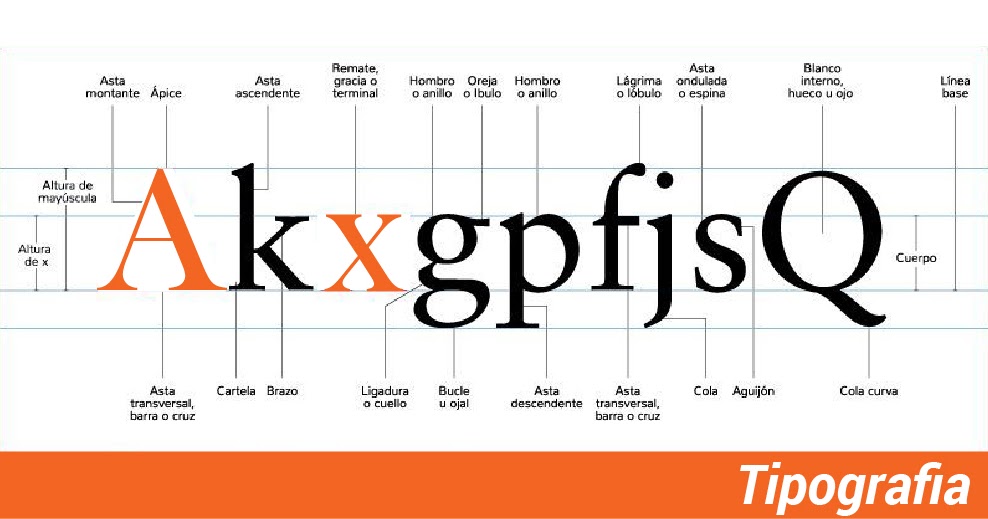 Asta
montante
Ápice
Asta
ascendente
Remate,
gracia o
terminal
Hombro
o anillo
Oreja
o lbulo
Hombro
o anillo
Lágrima
o lóbulo
Asta
ondulada
o espina
Blanco
interno,
hueco u ojo
Línea
base
Altura de
mayúscula
Altura
de x
AkxgpfjsQ
Cuerpo
Asta
transversal,
barra o cruz
Cartela
Brazo
Ligadura
o cuello
Bucle
u ojal
Asta
descendente
Asta
transversal,
barra o cruz
Cola
Aguijón
Cola curva
Tipografia